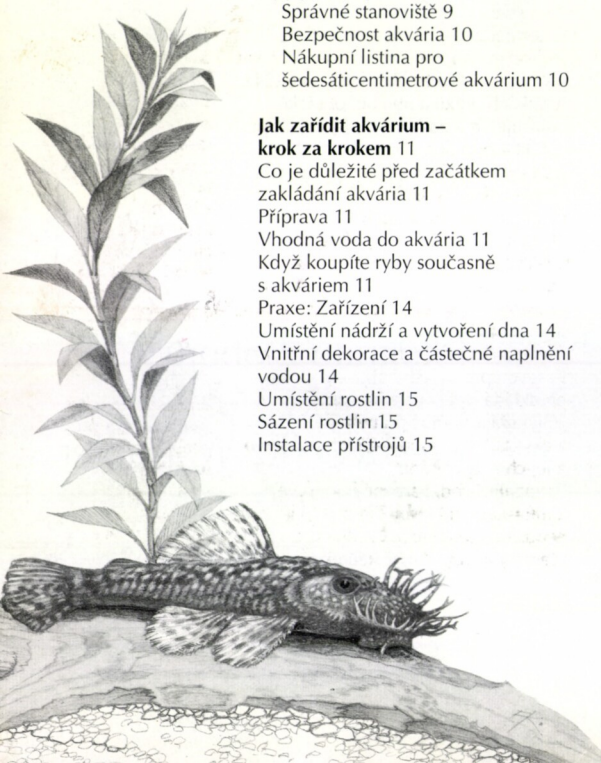 Správné stanoviště 9
Bezpečnost akvária 10
Nákupní listina pro
šedesáticentimetrové akvárium 10
Jak zařídit akvárium –
krok za krokem 11
Co je důležité před začátkem
zakládání akvária 11
Příprava 11
Vhodná voda do akvária 11
Když koupíte ryby současně
s akváriem 11
Praxe: Zařízení 14
Umístění nádrží a vytvoření dna 14
Vnitřní dekorace a částečné naplnění
vodou 14
Umístění rostlin 15
Sázení rostlin 15
Instalace přístrojů 15